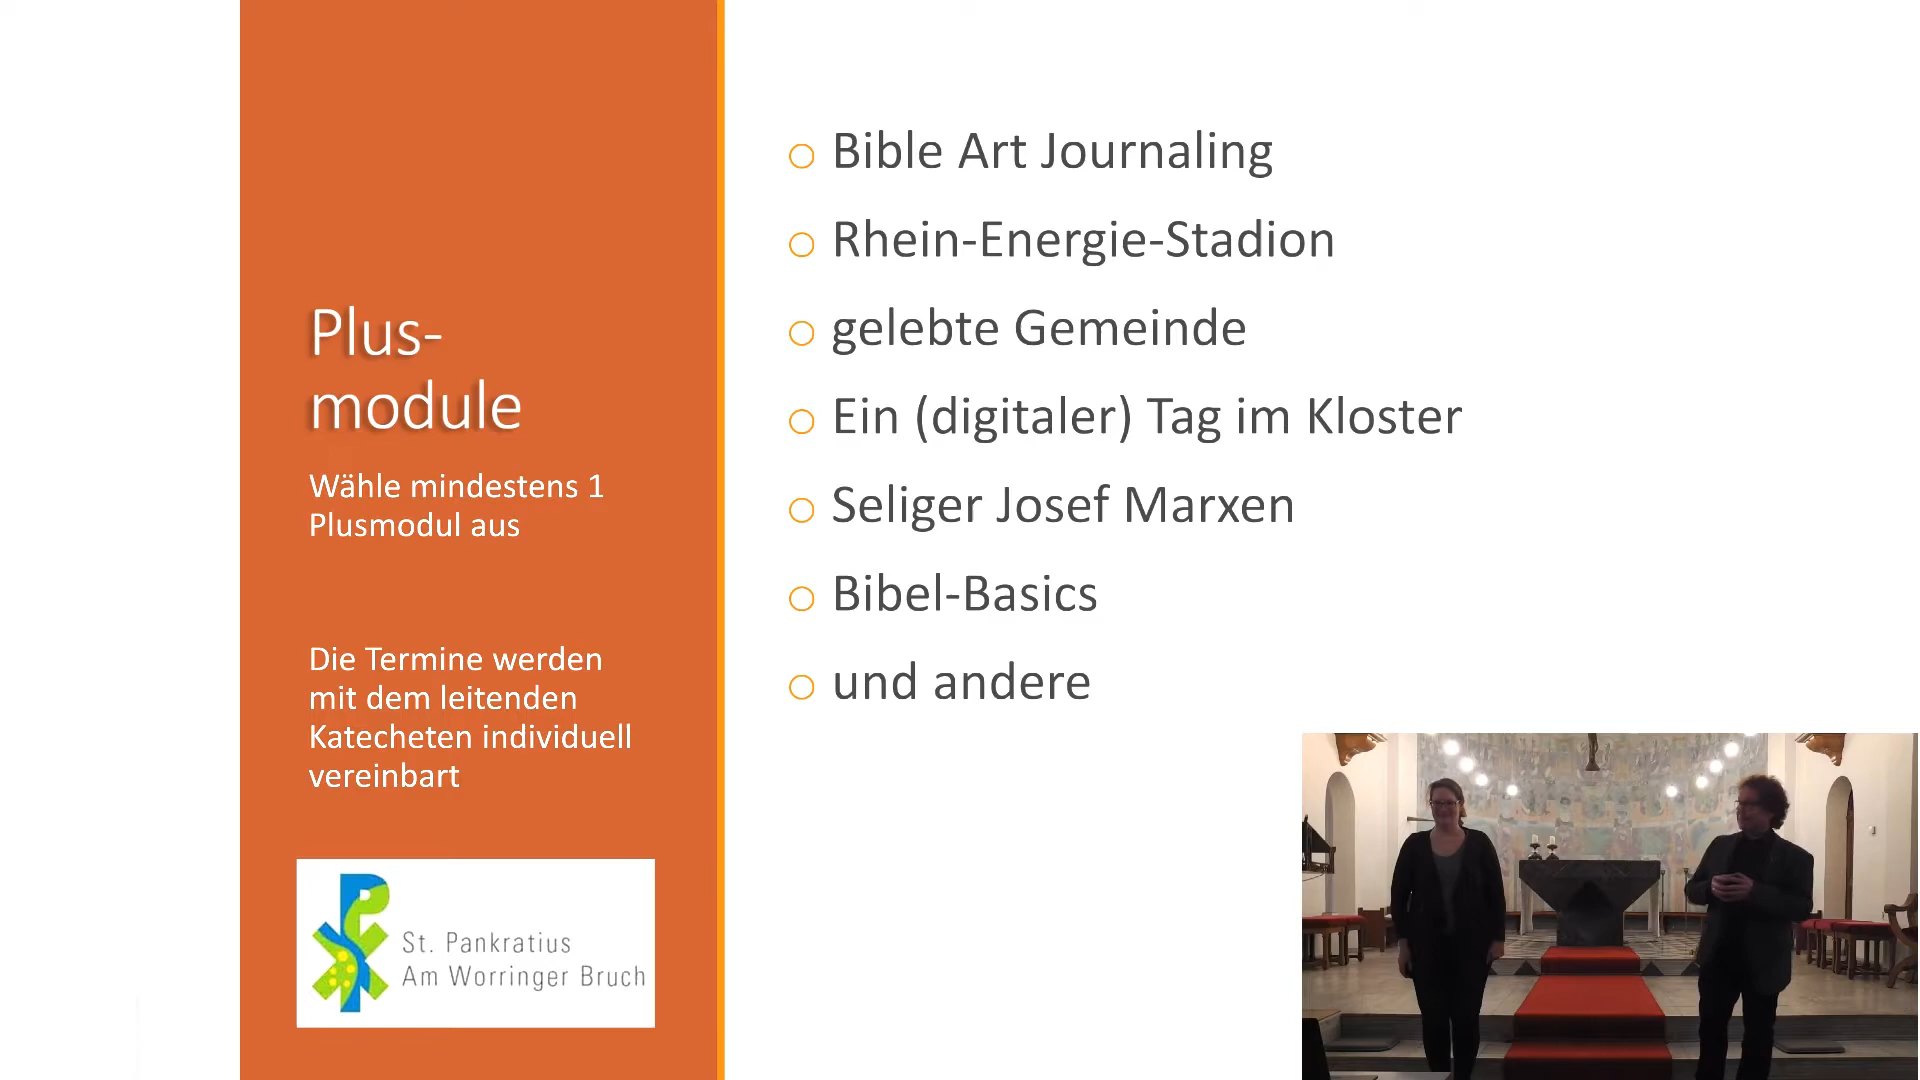 Plus-
module
Wähle mindestens 1
Plusmodul aus
Die Termine werden
mit dem leitenden
Katecheten individuell
vereinbart
St. Pankratius
Am Worringer Bruch
Bible Art Journaling
Rhein-Energie-Stadion
gelebte Gemeinde
Ein (digitaler) Tag im Kloster
Seliger Josef Marxen
Bibel-Basics
und andere